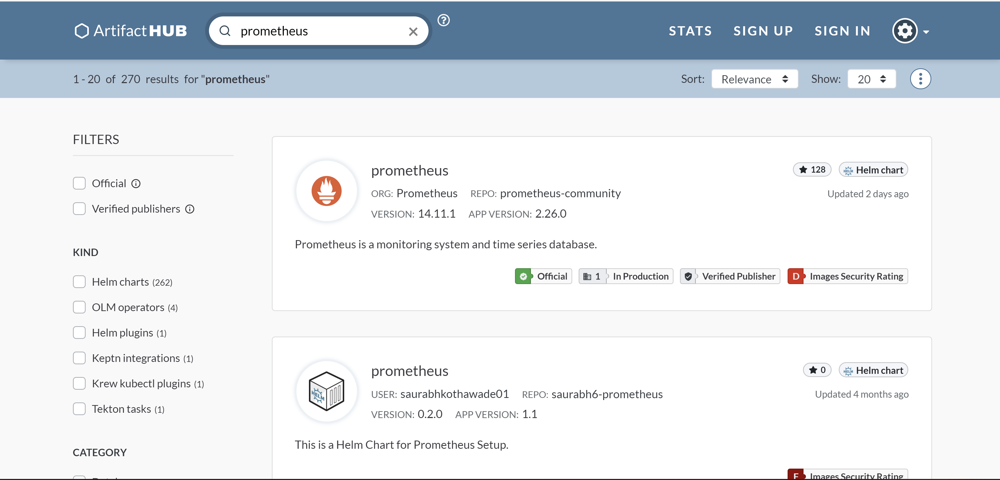 ArtifactHUB prometheus STATS SIGN UP SIGN IN
1 - 20 of 270 results for "prometheus" Sort: Relevance Show: 20
FILTERS
Official
Verified publishers
KIND
Helm charts (262)
OLM operators (4)
Helm plugins (1)
Keptn integrations (1)
Krew kubectl plugins (1)
Tekton tasks (1)
CATEGORY
prometheus 128 HELM Helm chart
ORG: Prometheus REPO: prometheus-community Updated 2 days ago
VERSION: 14.11.1 APP VERSION: 2.26.0
Prometheus is a monitoring system and time series database.
Official 1 In Production Verified Publisher D Images Security Rating
prometheus 0 HELM Helm chart
HELM
USER: saurabhkothawade01 REPO: saurabh6-prometheus Updated 4 months ago
VERSION: 0.2.0 APP VERSION: 1.1
This is a Helm Chart for Prometheus Setup.
Images Security Rating